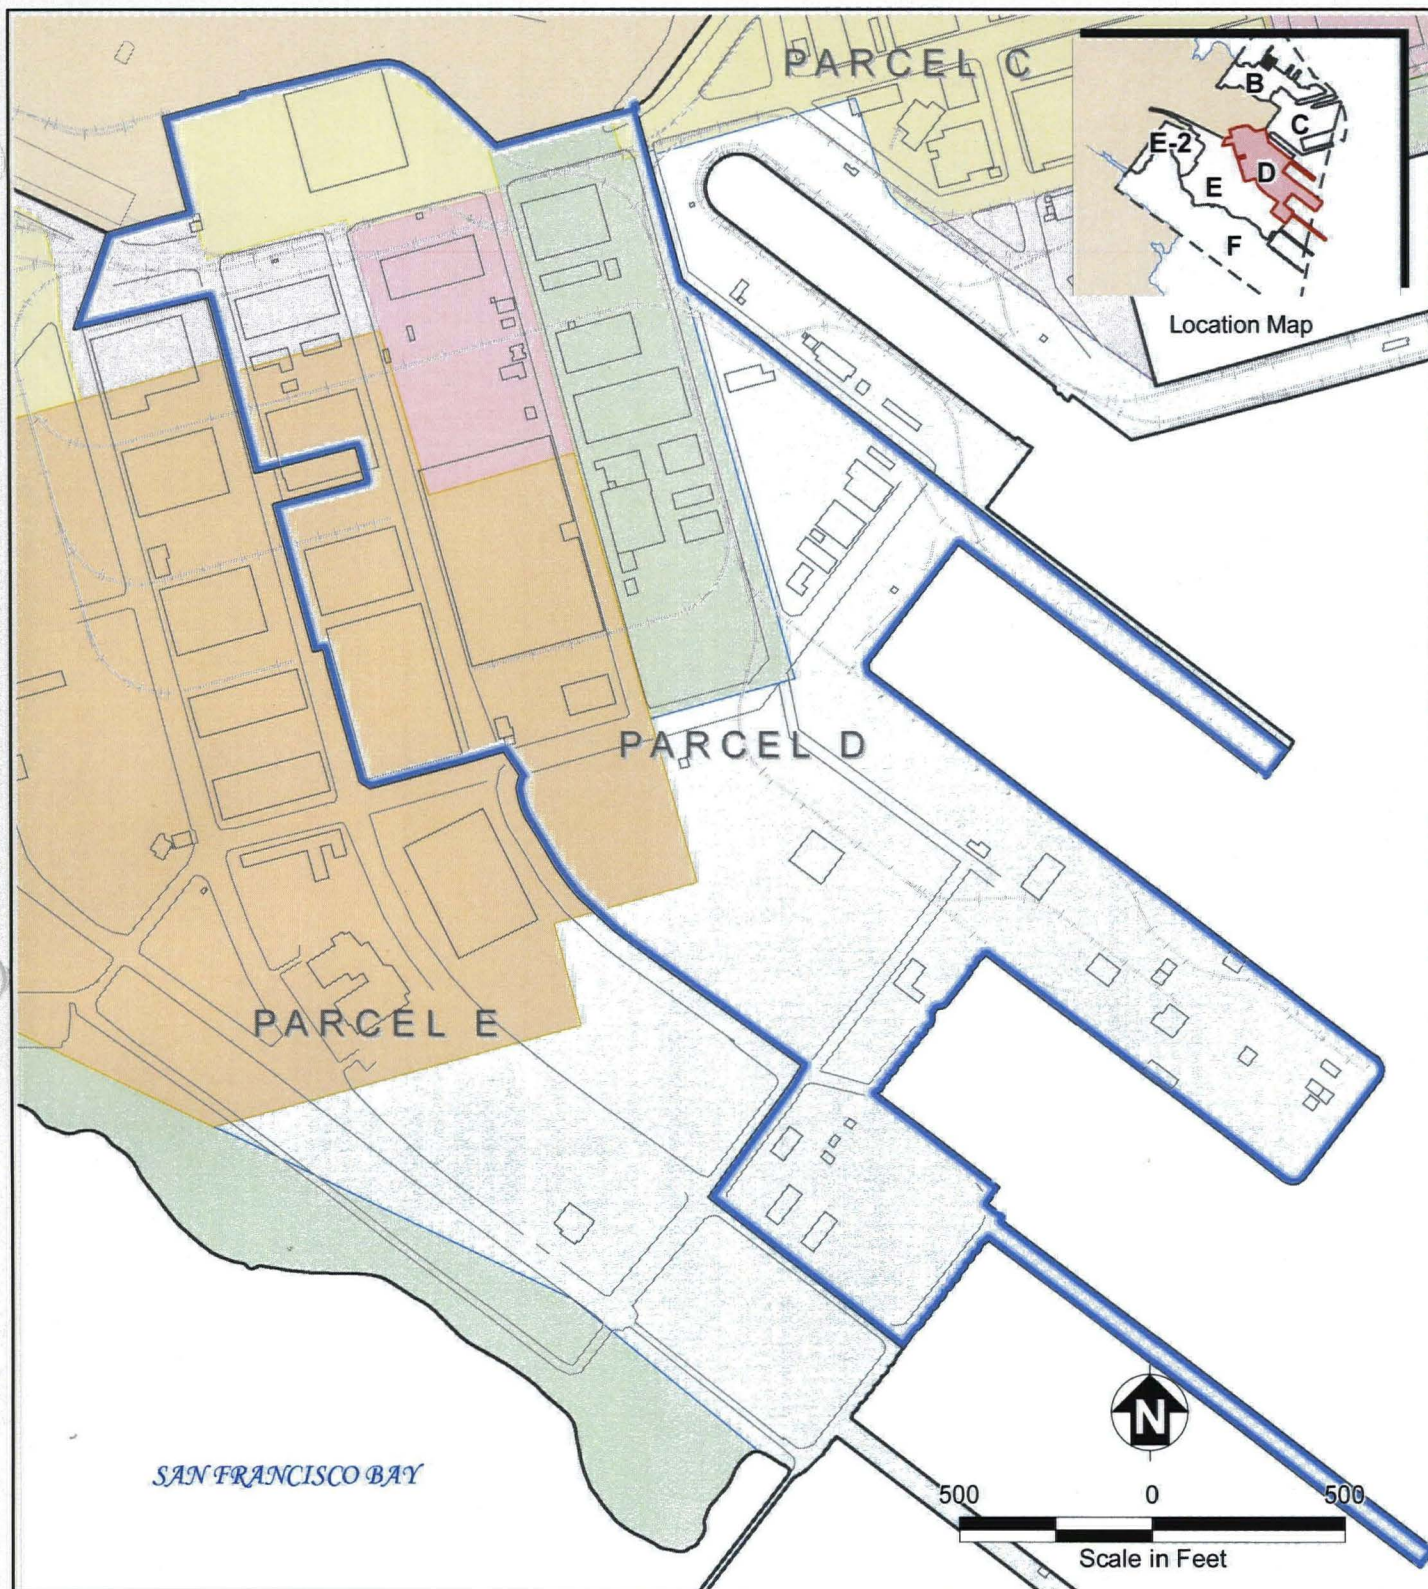 PARCEL C
B
C
E-2
D
E
F
Location Map
PARCEL D
PARCEL E
N
SAN FRANCISCO BAY
500 0 500
Scale in Feet